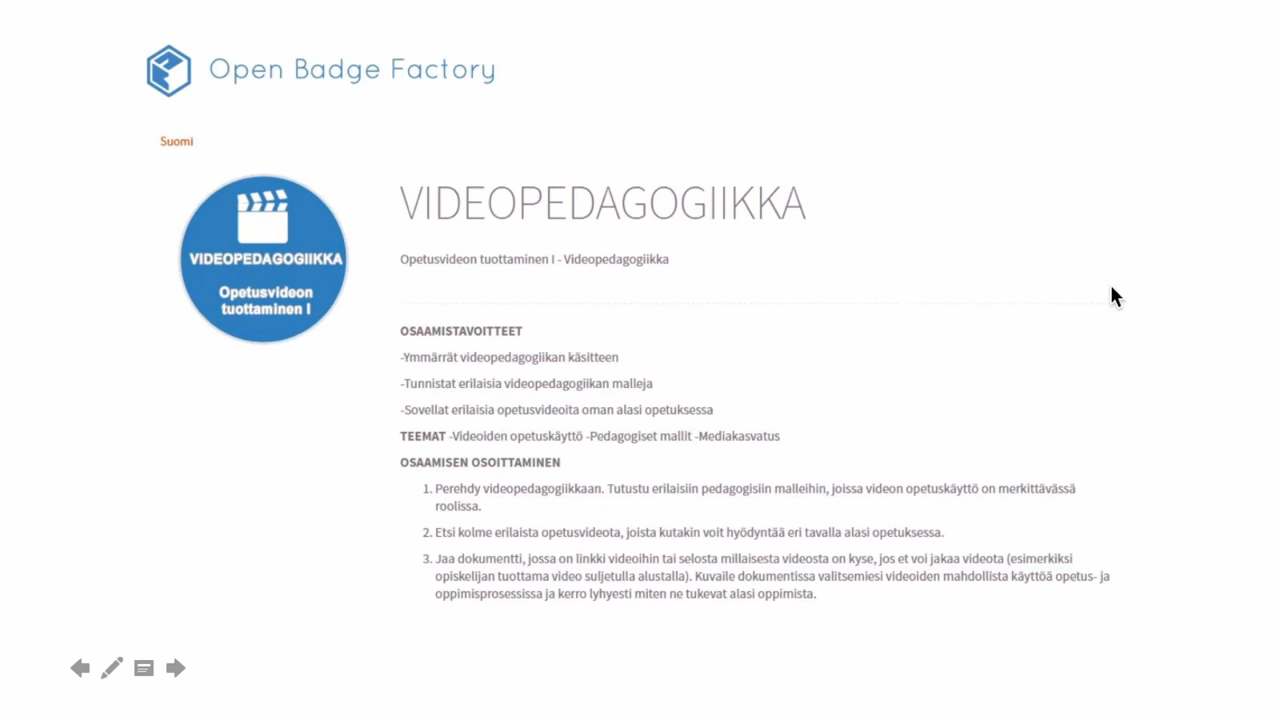 Open Badge Factory
Suomi
VIDEOPEDAGOGIIKKA
Opetusvideon
tuottaminen I
VIDEOPEDAGOGIIKKA
Opetusvideon tuottaminen I - Videopedagogiikka
OSAAMISTAVOITTEET
-Ymmärrät videopedagogiikan käsitteen
-Tunnistat erilaisia videopedagogiikan malleja
-Sovellat erilaisia opetusvideoita oman alasi opetuksessa
TEEMAT -Videoiden opetuskäyttö -Pedagogiset mallit -Mediakasvatus
OSAAMISEN OSOITTAMINEN
1. Perehdy videopedagogiikkaan. Tutustu erilaisiin pedagogisiin malleihin, joissa videon opetuskäyttö on merkittävässä
roolissa.
2. Etsi kolme erilaista opetusvideota, joista kutakin voit hyödyntää eri tavalla alasi opetuksessa.
3. Jaa dokumentti, jossa on linkki videoihin tai selosta millaisesta videosta on kyse, jos et voi jakaa videota (esimerkiksi
opiskelijan tuottama video suljetulla alustalla). Kuvaile dokumentissa valitsemiesi videoiden mahdollista käyttöä opetus- ja
oppimisprosessissa ja kerro lyhyesti miten ne tukevat alasi oppimista.